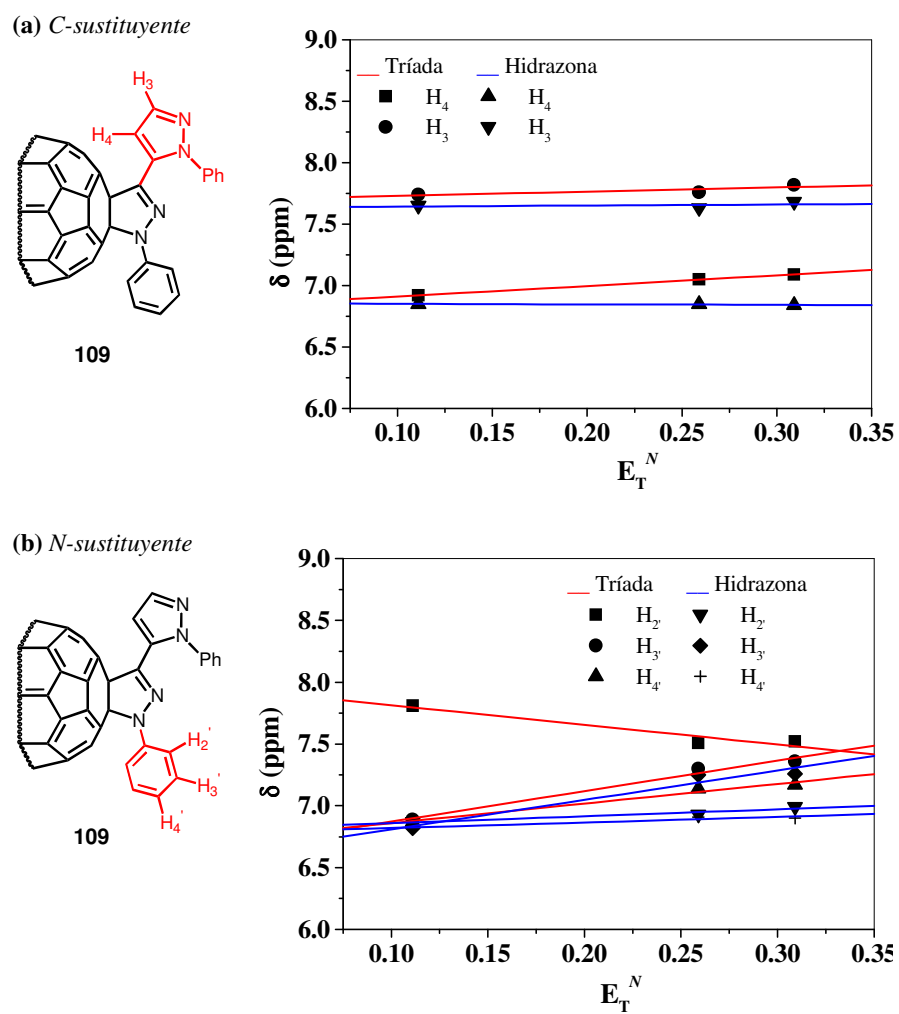 (a) C-sustituyente
H3
H4
N
N
Ph
N
N
109
δ (ppm)
9.0
8.5
8.0
7.5
7.0
6.5
6.0
Tríada Hidrazona
H4 H4
H3 H3
0.10 0.15 0.20 0.25 0.30 0.35
ET^N
(b) N-sustituyente
N
N
Ph
N
N
H2'
H3'
H4'
109
δ (ppm)
9.0
8.5
8.0
7.5
7.0
6.5
6.0
Tríada Hidrazona
H2' H2'
H3' H3'
H4' H4'
0.10 0.15 0.20 0.25 0.30 0.35
ET^N